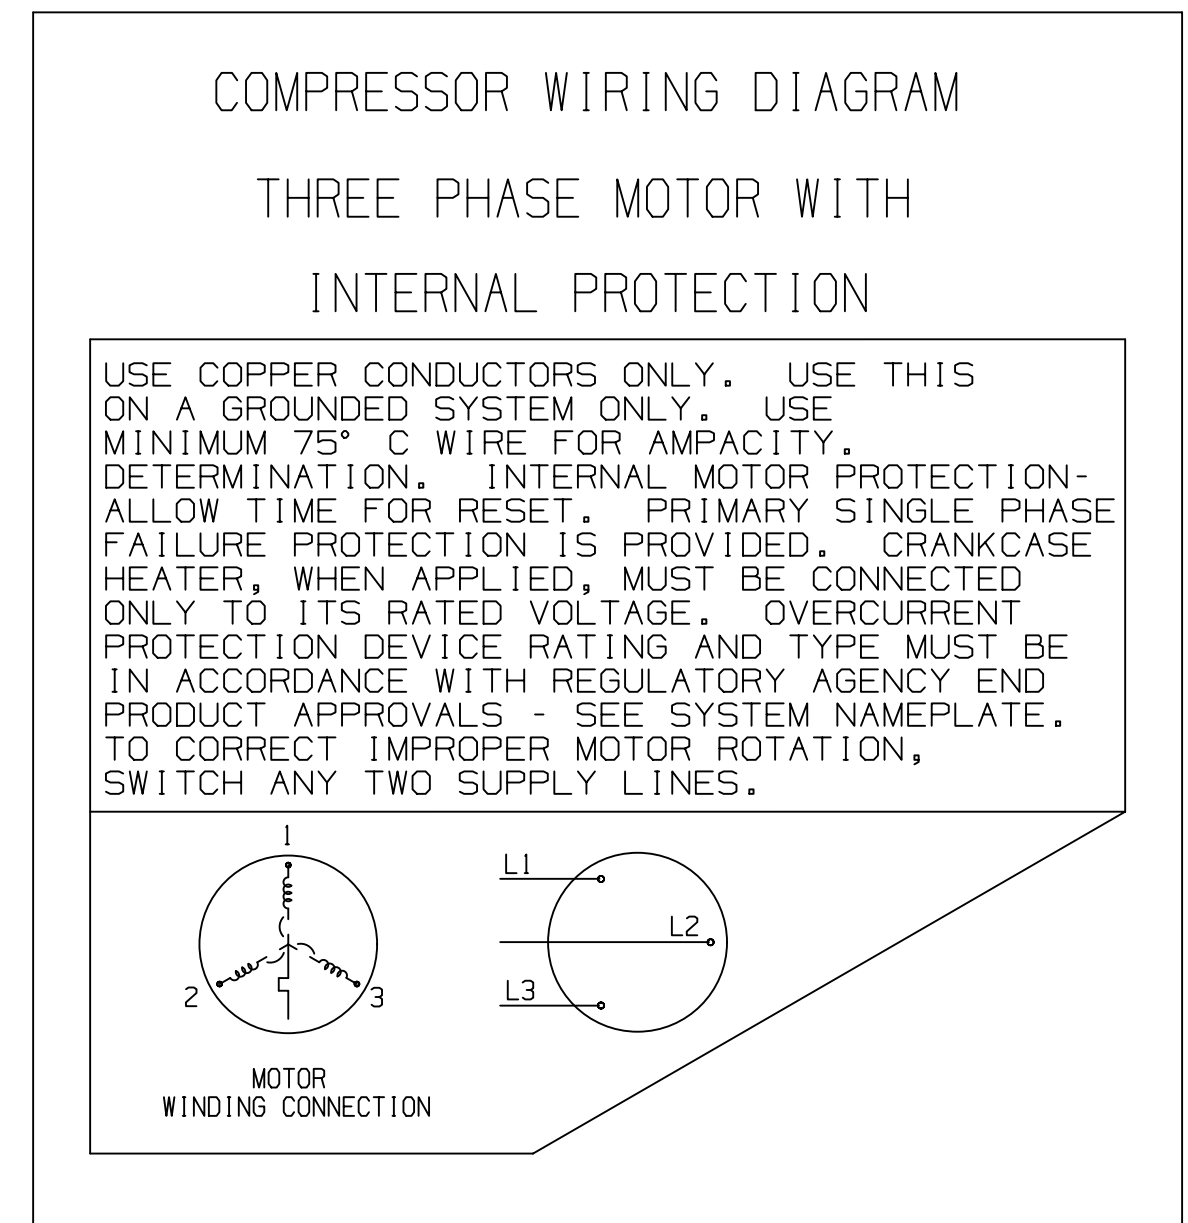 COMPRESSOR WIRING DIAGRAM
THREE PHASE MOTOR WITH
INTERNAL PROTECTION
USE COPPER CONDUCTORS ONLY. USE THIS
ON A GROUNDED SYSTEM ONLY. USE
MINIMUM 75° C WIRE FOR AMPACITY.
DETERMINATION. INTERNAL MOTOR PROTECTION-
ALLOW TIME FOR RESET. PRIMARY SINGLE PHASE
FAILURE PROTECTION IS PROVIDED. CRANKCASE
HEATER, WHEN APPLIED, MUST BE CONNECTED
ONLY TO ITS RATED VOLTAGE. OVERCURRENT
PROTECTION DEVICE RATING AND TYPE MUST BE
IN ACCORDANCE WITH REGULATORY AGENCY END
PRODUCT APPROVALS - SEE SYSTEM NAMEPLATE.
TO CORRECT IMPROPER MOTOR ROTATION,
SWITCH ANY TWO SUPPLY LINES.
1
2
3
MOTOR
WINDING CONNECTION
L1
L2
L3